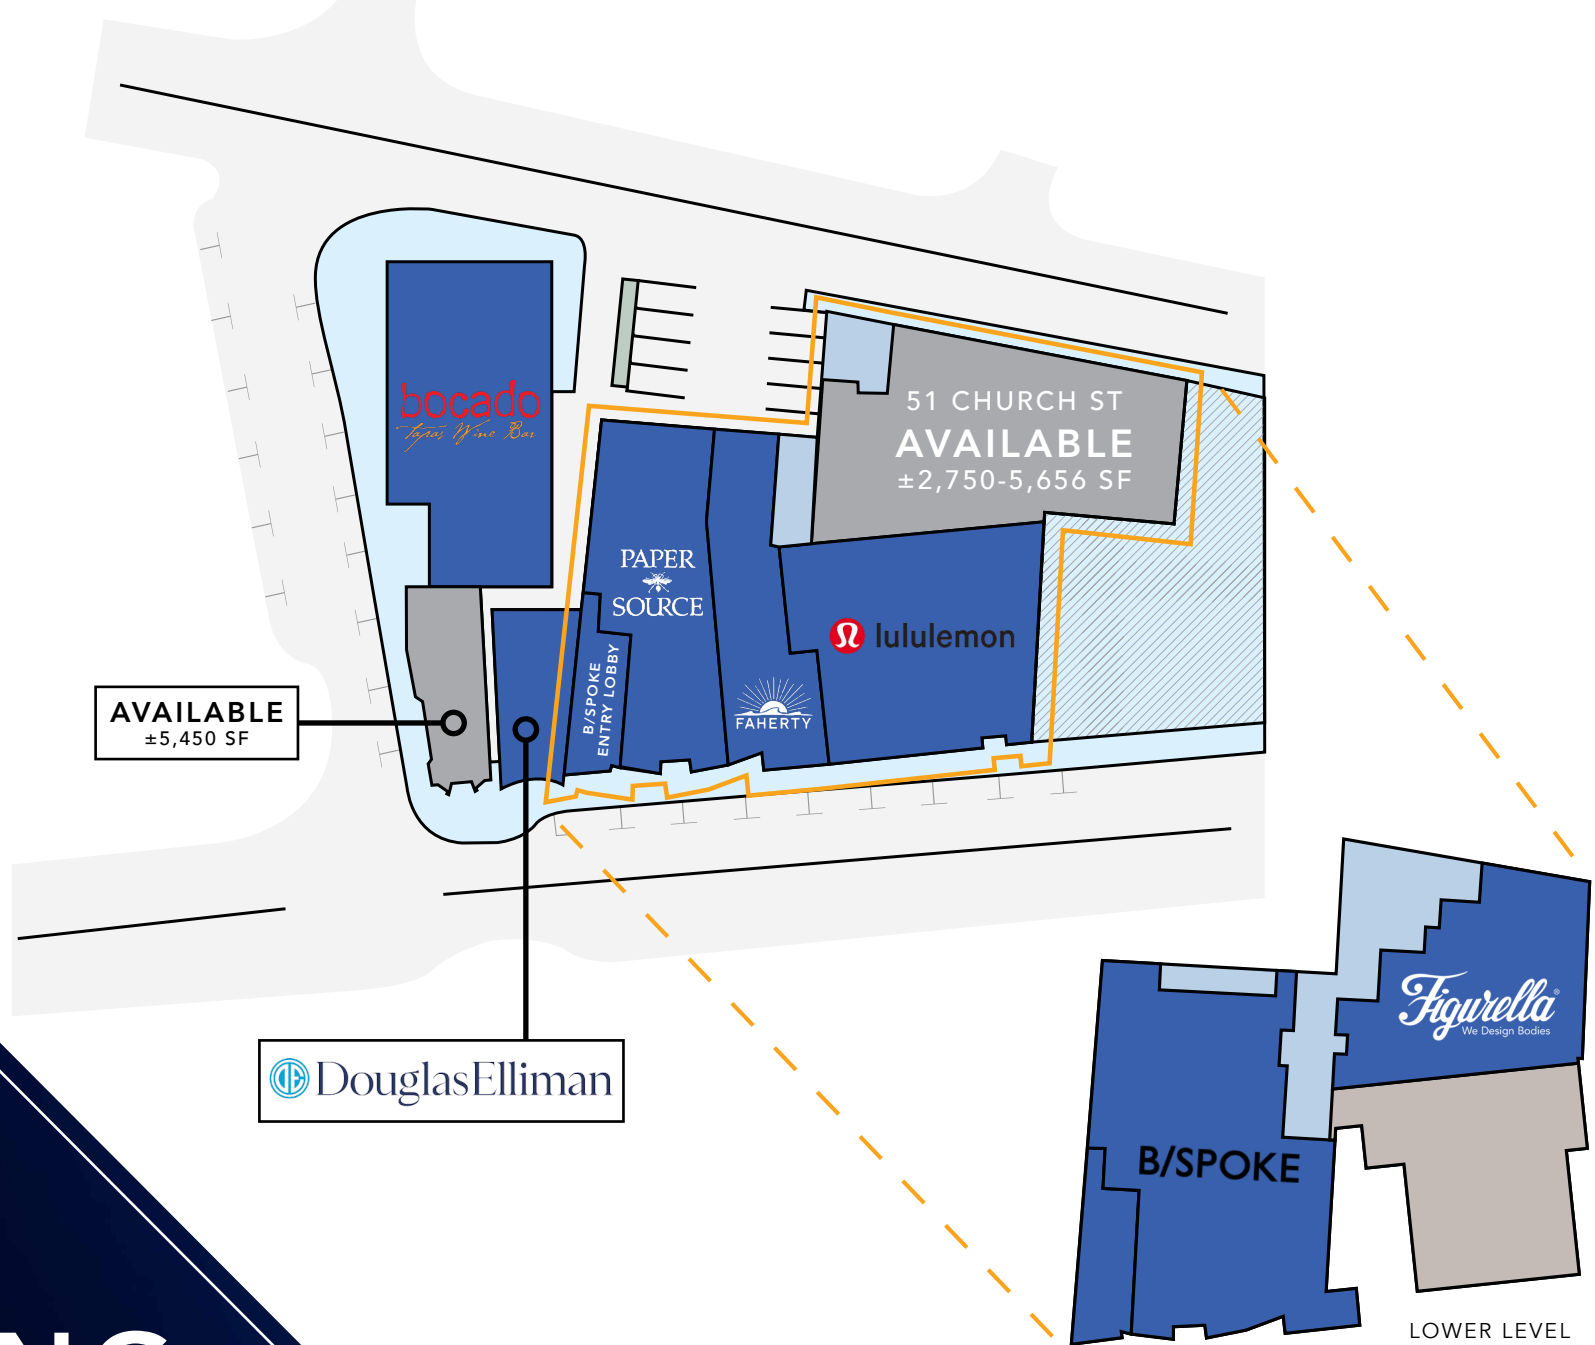 bocado
Tapas Wine Bar
51 CHURCH ST
AVAILABLE
±2,750-5,656 SF
PAPER
SOURCE
lululemon
B/SPOKE
ENTRY LOBBY
FAHERTY
AVAILABLE
±5,450 SF
DE DouglasElliman
Figurella®
We Design Bodies
B/SPOKE
LOWER LEVEL